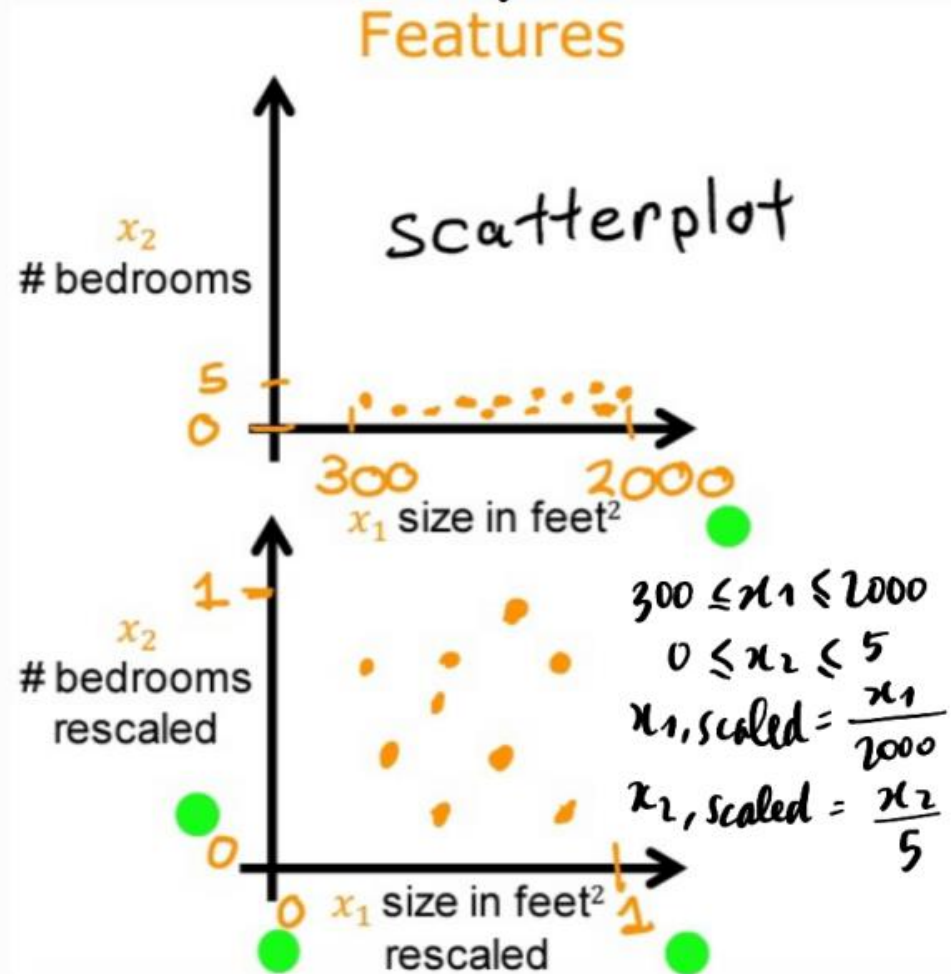 Features
scatterplot
x₂
# bedrooms
5
0
300 2000
x₁ size in feet²
1
x₂
# bedrooms
rescaled
0
0 x₁ size in feet² 1
rescaled
300 ≤ x1 ≤ 2000
0 ≤ x2 ≤ 5
x1, scaled = x1/2000
x2, scaled = x2/5